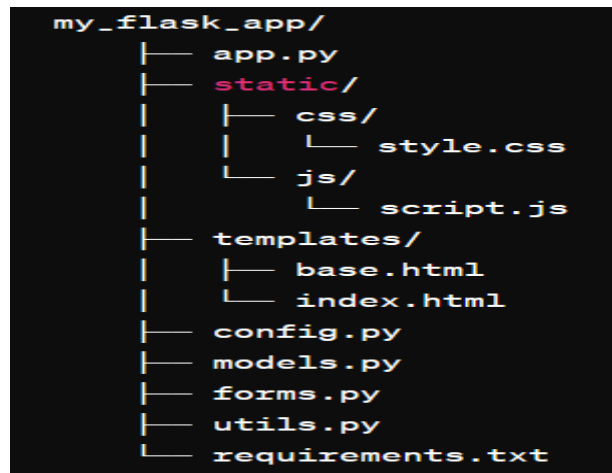 my_flask_app/
├── app.py
├── static/
│   ├── css/
│   │   └── style.css
│   └── js/
│       └── script.js
├── templates/
│   ├── base.html
│   └── index.html
├── config.py
├── models.py
├── forms.py
├── utils.py
└── requirements.txt